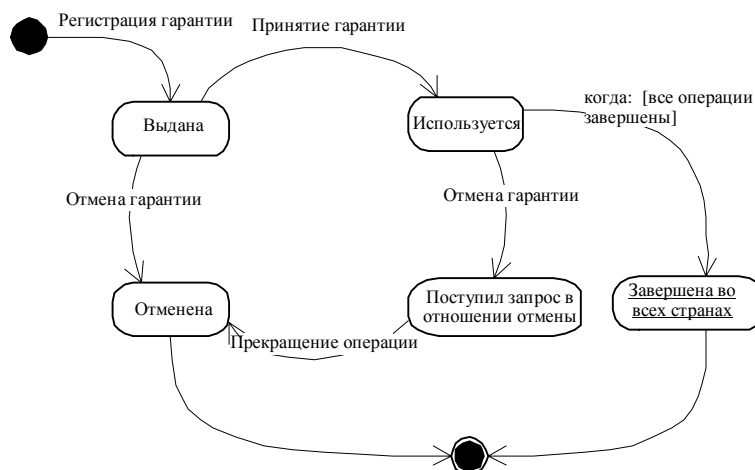 Регистрация гарантии
Принятие гарантии
Выдана
Используется
когда: [все операции
завершены]
Отмена гарантии
Отмена гарантии
Отменена
Поступил запрос в
отношении отмены
Завершена во
всех странах
Прекращение операции